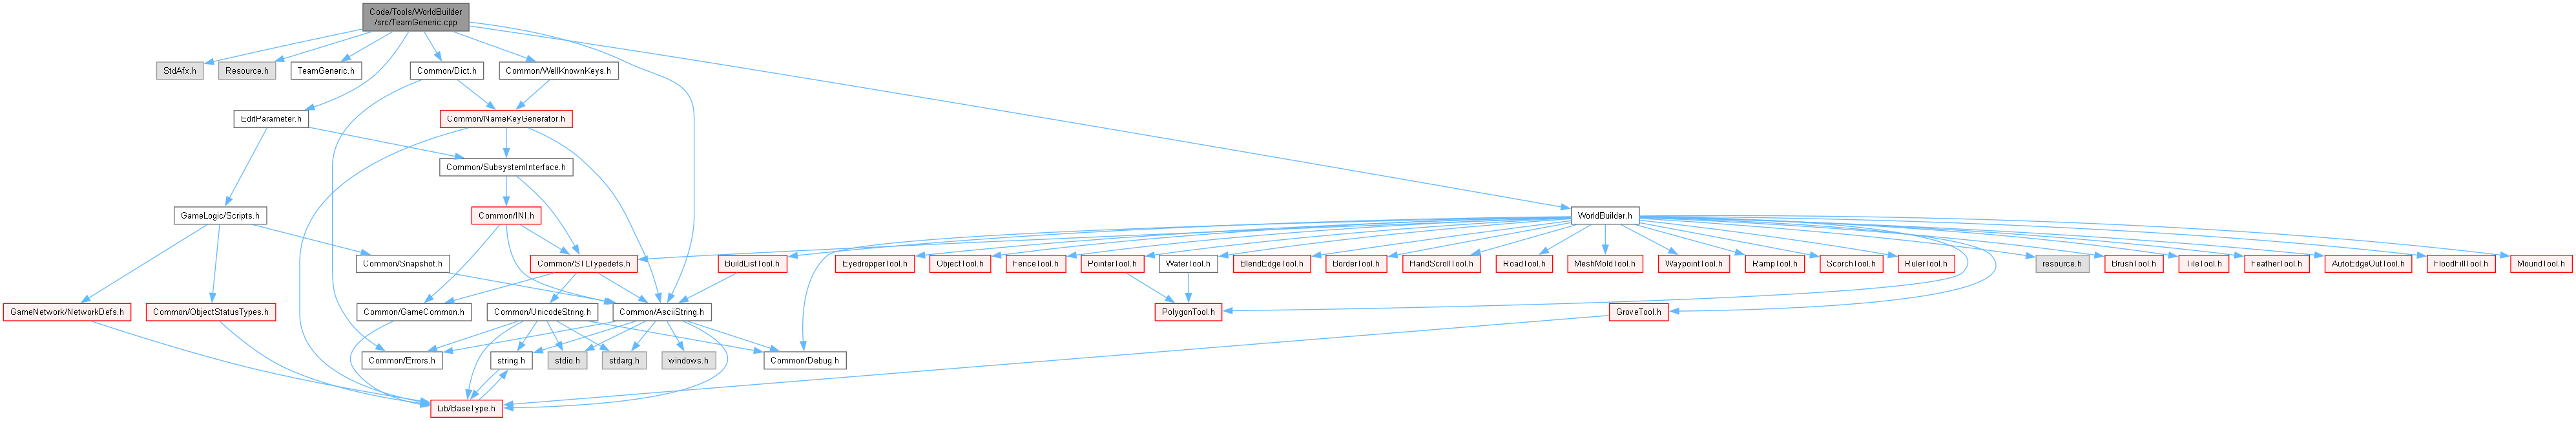 Code/Tools/WorldBuilder
/src/TeamGeneric.cpp
StdAfx.h
Resource.h
TeamGeneric.h
Common/Dict.h
Common/WellKnownKeys.h
EditParameter.h
Common/NameKeyGenerator.h
Common/SubsystemInterface.h
GameLogic/Scripts.h
Common/INI.h
WorldBuilder.h
Common/Snapshot.h
Common/STLTypedefs.h
BuildListTool.h
EyedropperTool.h
ObjectTool.h
FenceTool.h
PointerTool.h
WaterTool.h
BlendEdgeTool.h
BorderTool.h
HandScrollTool.h
RoadTool.h
MeshMoldTool.h
WaypointTool.h
RampTool.h
ScorchTool.h
RulerTool.h
resource.h
BrushTool.h
TileTool.h
FeatherTool.h
AutoEdgeOutTool.h
FloodFillTool.h
MoundTool.h
GameNetwork/NetworkDefs.h
Common/ObjectStatusTypes.h
Common/GameCommon.h
Common/UnicodeString.h
Common/AsciiString.h
PolygonTool.h
GroveTool.h
Common/Errors.h
string.h
stdio.h
stdarg.h
windows.h
Common/Debug.h
Lib/BaseType.h